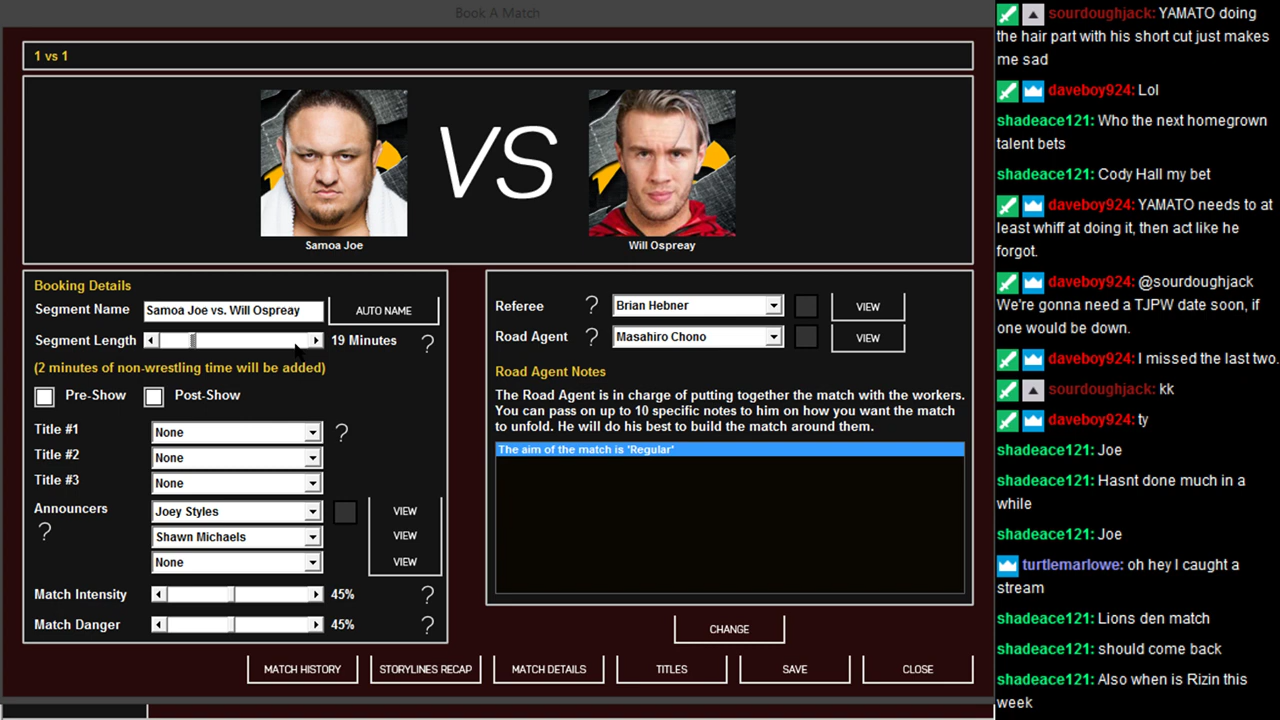 Book A Match
1 vs 1
VS
Samoa Joe
Will Ospreay
Booking Details
Segment Name
Samoa Joe vs. Will Ospreay
AUTO NAME
Segment Length
19 Minutes
?
(2 minutes of non-wrestling time will be added)
Pre-Show
Post-Show
Title #1
None
?
Title #2
None
Title #3
None
Announcers
Joey Styles
VIEW
?
Shawn Michaels
VIEW
None
VIEW
Match Intensity
45%
?
Match Danger
45%
?
Referee
?
Brian Hebner
VIEW
Road Agent
?
Masahiro Chono
VIEW
Road Agent Notes
The Road Agent is in charge of putting together the match with the workers.
You can pass on up to 10 specific notes to him on how you want the match
to unfold. He will do his best to build the match around them.
The aim of the match is 'Regular'
CHANGE
MATCH HISTORY
STORYLINES RECAP
MATCH DETAILS
TITLES
SAVE
CLOSE
sourdoughjack: YAMATO doing
the hair part with his short cut just makes
me sad
daveboy924: Lol
shadeace121: Who the next homegrown
talent bets
shadeace121: Cody Hall my bet
daveboy924: YAMATO needs to at
least whiff at doing it, then act like he
forgot.
daveboy924: @sourdoughjack
We're gonna need a TJPW date soon, if
one would be down.
daveboy924: I missed the last two.
sourdoughjack: kk
daveboy924: ty
shadeace121: Joe
shadeace121: Hasnt done much in a
while
shadeace121: Joe
turtlemarlowe: oh hey I caught a
stream
shadeace121: Lions den match
shadeace121: should come back
shadeace121: Also when is Rizin this
week